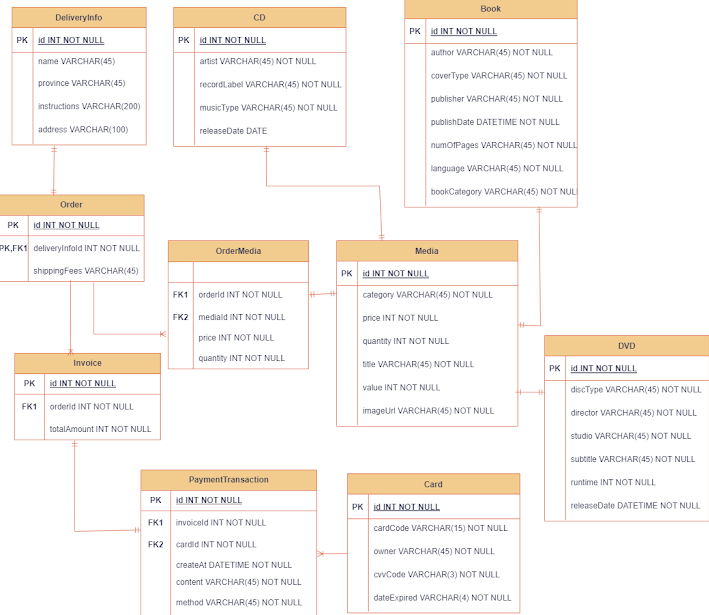 DeliveryInfo
PK id INT NOT NULL
name VARCHAR(45)
province VARCHAR(45)
instructions VARCHAR(200)
address VARCHAR(100)
CD
PK id INT NOT NULL
artist VARCHAR(45) NOT NULL
recordLabel VARCHAR(45) NOT NULL
musicType VARCHAR(45) NOT NULL
releaseDate DATE
Book
PK id INT NOT NULL
author VARCHAR(45) NOT NULL
coverType VARCHAR(45) NOT NULL
publisher VARCHAR(45) NOT NULL
publishDate DATETIME NOT NULL
numOfPages VARCHAR(45) NOT NULL
language VARCHAR(45) NOT NULL
bookCategory VARCHAR(45) NOT NUL
Order
PK id INT NOT NULL
PK,FK1 deliveryInfoId INT NOT NULL
shippingFees VARCHAR(45)
OrderMedia
FK1 orderId INT NOT NULL
FK2 mediaId INT NOT NULL
price INT NOT NULL
quantity INT NOT NULL
Media
PK id INT NOT NULL
category VARCHAR(45) NOT NULL
price INT NOT NULL
quantity INT NOT NULL
title VARCHAR(45) NOT NULL
value INT NOT NULL
imageUrl VARCHAR(45) NOT NULL
DVD
PK id INT NOT NULL
discType VARCHAR(45) NOT NULL
director VARCHAR(45) NOT NULL
studio VARCHAR(45) NOT NULL
subtitle VARCHAR(45) NOT NULL
runtime INT NOT NULL
releaseDate DATETIME NOT NULL
Invoice
PK id INT NOT NULL
FK1 orderId INT NOT NULL
totalAmount INT NOT NULL
PaymentTransaction
PK id INT NOT NULL
FK1 invoiceId INT NOT NULL
FK2 cardId INT NOT NULL
createAt DATETIME NOT NULL
content VARCHAR(45) NOT NULL
method VARCHAR(45) NOT NULL
Card
PK id INT NOT NULL
cardCode VARCHAR(15) NOT NULL
owner VARCHAR(45) NOT NULL
cvvCode VARCHAR(3) NOT NULL
dateExpired VARCHAR(4) NOT NULL